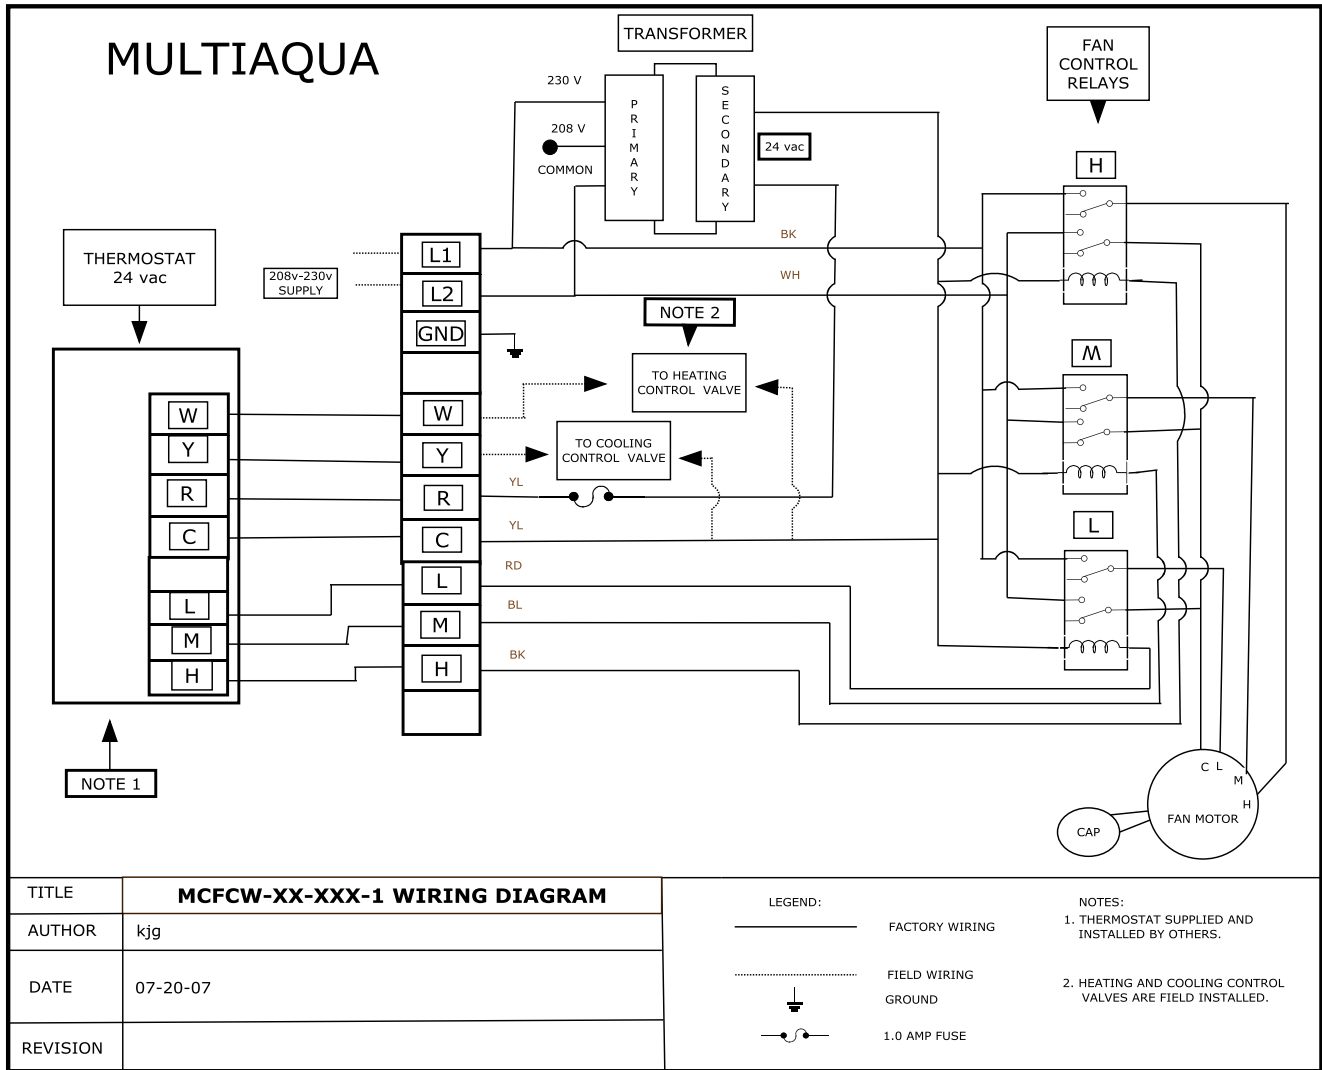 MULTIAQUA
TRANSFORMER
FAN
CONTROL
RELAYS
230 V
208 V
COMMON
PRIMARY
SECONDARY
24 vac
H
THERMOSTAT
24 vac
208v-230v
SUPPLY
L1
L2
GND
BK
WH
NOTE 2
TO HEATING
CONTROL VALVE
TO COOLING
CONTROL VALVE
M
L
W
Y
R
C
L
M
H
W
Y
R
C
L
M
H
YL
YL
RD
BL
BK
NOTE 1
C L
M
H
FAN MOTOR
CAP
TITLE
MCFCW-XX-XXX-1 WIRING DIAGRAM
AUTHOR
kjg
DATE
07-20-07
REVISION
LEGEND:
FACTORY WIRING
FIELD WIRING
GROUND
1.0 AMP FUSE
NOTES:
1. THERMOSTAT SUPPLIED AND
INSTALLED BY OTHERS.
2. HEATING AND COOLING CONTROL
VALVES ARE FIELD INSTALLED.